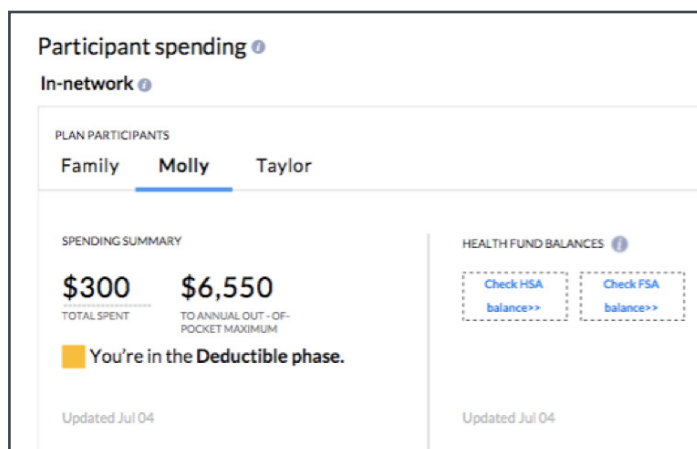 Participant spending
In-network
PLAN PARTICIPANTS
Family Molly Taylor
SPENDING SUMMARY
$300
TOTAL SPENT
$6,550
TO ANNUAL OUT - OF-
POCKET MAXIMUM
You're in the Deductible phase.
Updated Jul 04
HEALTH FUND BALANCES
Check HSA
balance>>
Check FSA
balance>>
Updated Jul 04